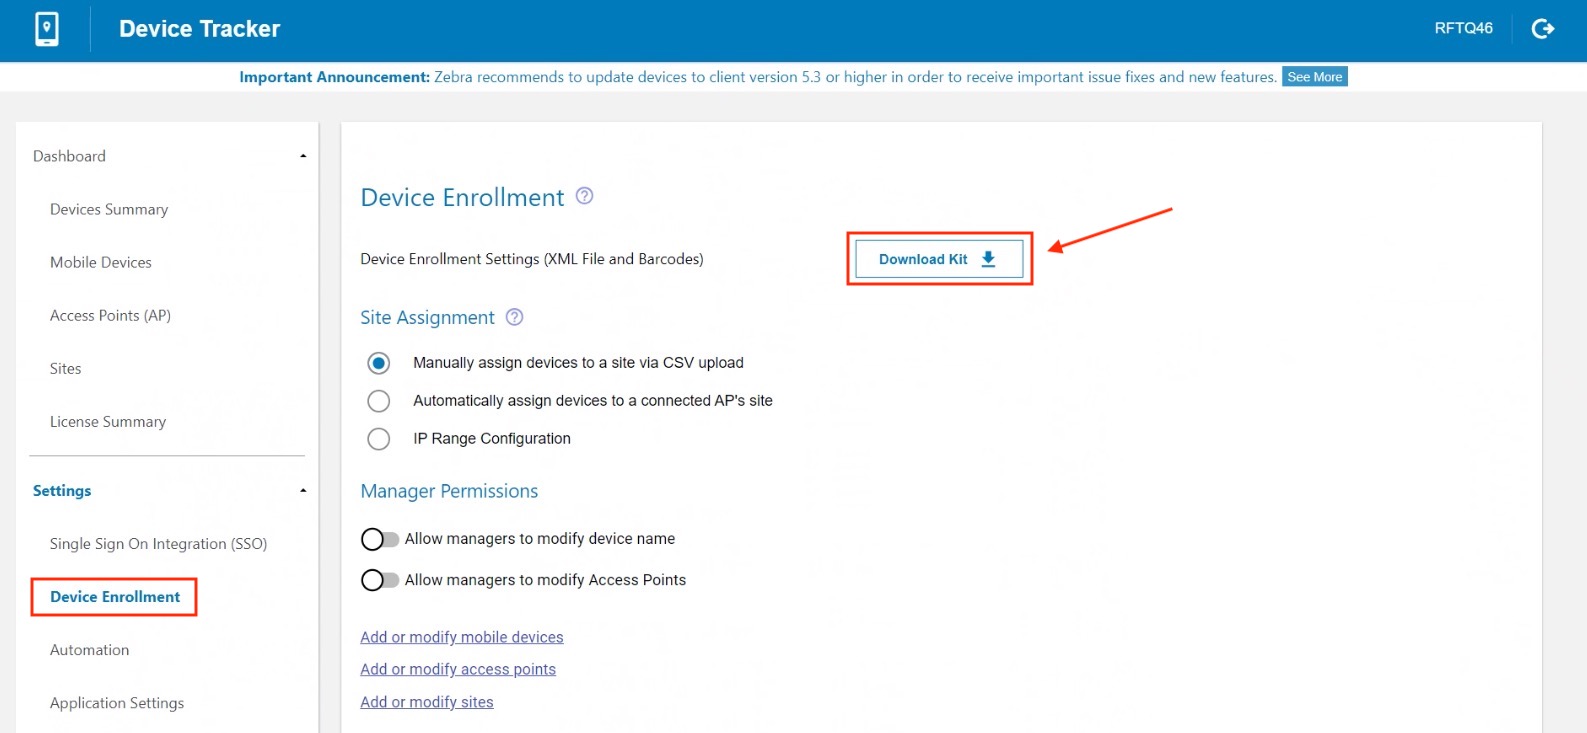 Device Tracker
RFTQ46
Important Announcement: Zebra recommends to update devices to client version 5.3 or higher in order to receive important issue fixes and new features. See More
Dashboard
Devices Summary
Mobile Devices
Access Points (AP)
Sites
License Summary
Settings
Single Sign On Integration (SSO)
Device Enrollment
Automation
Application Settings
Device Enrollment ?
Device Enrollment Settings (XML File and Barcodes)
Download Kit
Site Assignment ?
Manually assign devices to a site via CSV upload
Automatically assign devices to a connected AP's site
IP Range Configuration
Manager Permissions
Allow managers to modify device name
Allow managers to modify Access Points
Add or modify mobile devices
Add or modify access points
Add or modify sites